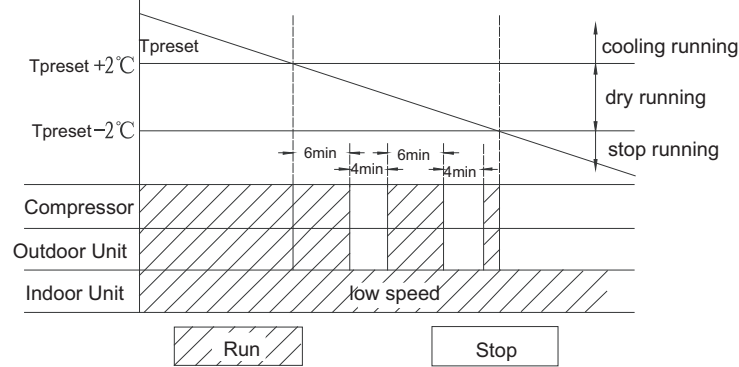 Tpreset
cooling running
Tpreset +2℃
dry running
Tpreset−2℃
stop running
6min
6min
4min
4min
Compressor
Outdoor Unit
Indoor Unit
low speed
Run
Stop